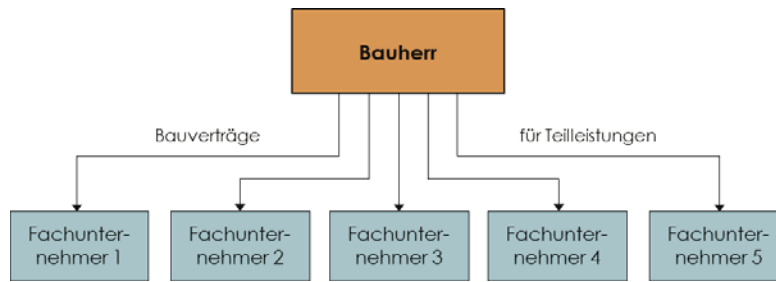 Bauherr
Bauverträge
für Teilleistungen
Fachunter-
nehmer 1
Fachunter-
nehmer 2
Fachunter-
nehmer 3
Fachunter-
nehmer 4
Fachunter-
nehmer 5